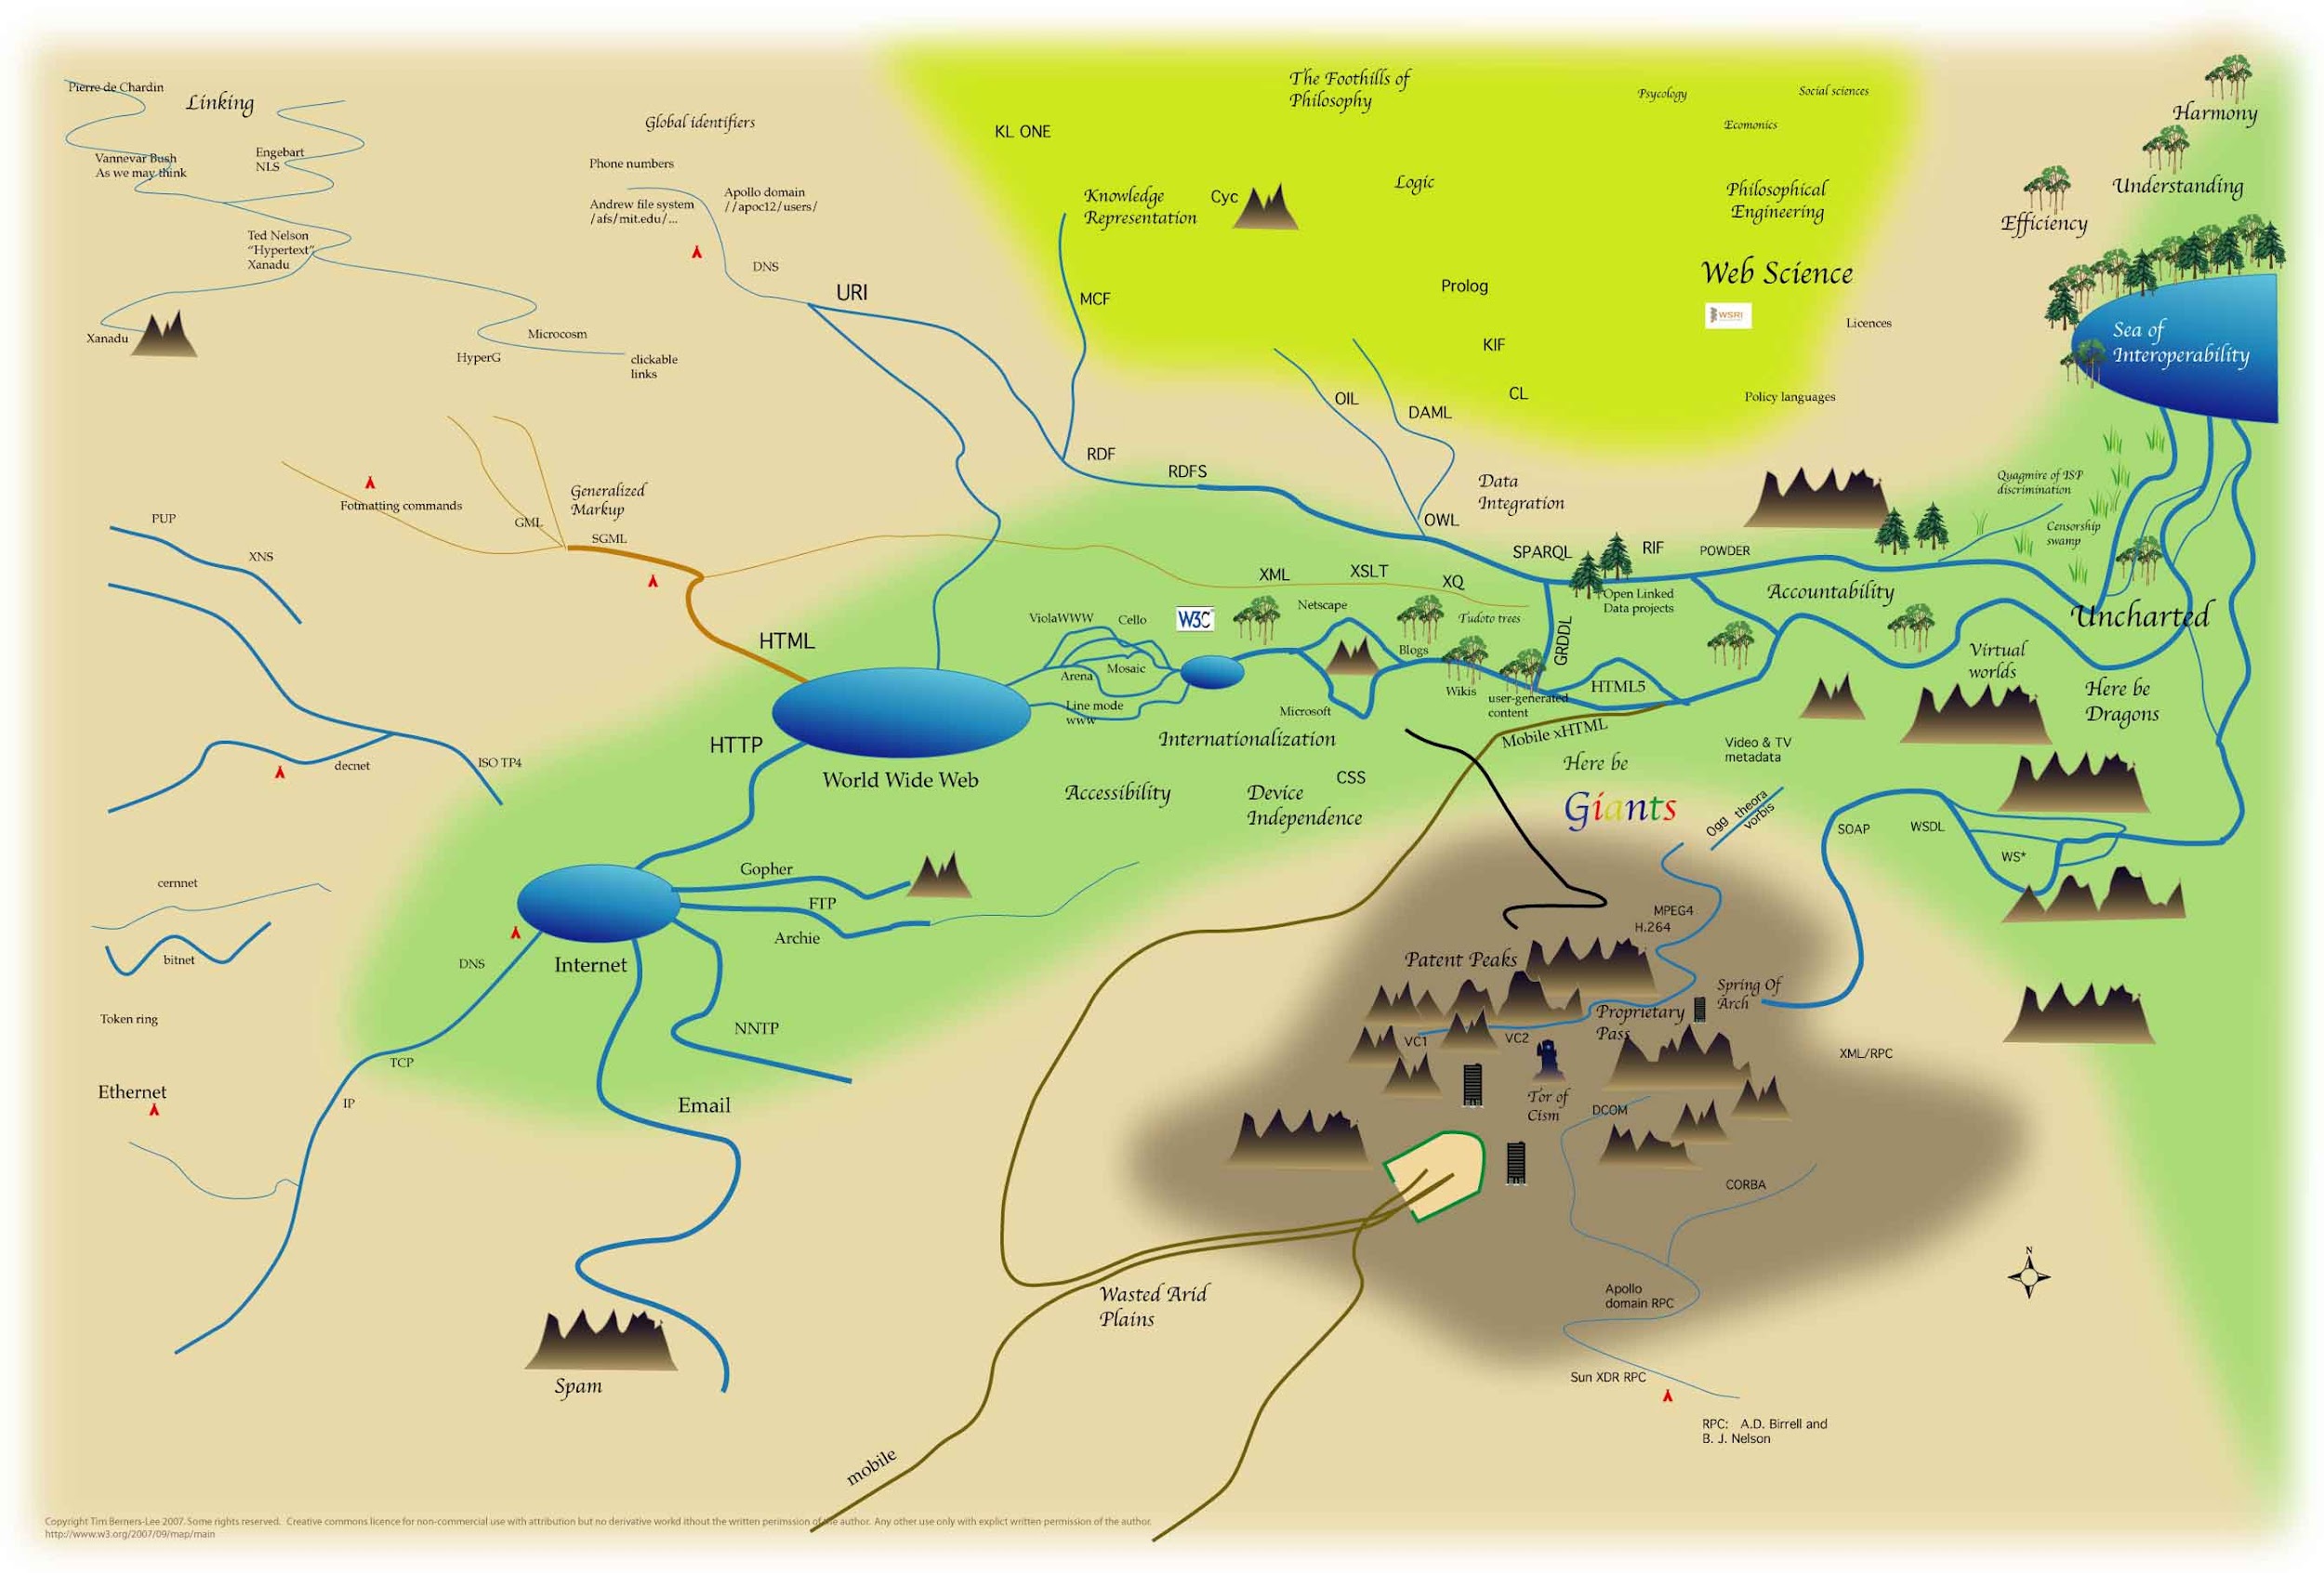 Pierre de Chardin
Linking
Vannevar Bush
As we may think
Engebart
NLS
Ted Nelson
“Hypertext”
Xanadu
Xanadu
HyperG
Microcosm
clickable
links
Global identifiers
Phone numbers
Andrew file system
/afs/mit.edu/...
Apollo domain
//apoc12/users/
DNS
URI
The Foothills of
Philosophy
KL ONE
Knowledge
Representation
Cyc
Logic
Psycology
Social sciences
Ecomonics
Philosophical
Engineering
Web Science
WSRI
Licences
Policy languages
MCF
Prolog
KIF
CL
OIL
DAML
RDF
RDFS
OWL
Data
Integration
Harmony
Understanding
Efficiency
Sea of
Interoperability
Quagmire of ISP
discrimination
Censorship
swamp
Uncharted
Fotmatting commands
GML
Generalized
Markup
SGML
PUP
XNS
HTML
SPARQL
RIF
POWDER
Open Linked
Data projects
Accountability
XML
XSLT
XQ
GRDDL
ViolaWWW
Cello
W3C
Netscape
Tudoto trees
Arena
Mosaic
Line mode
www
Blogs
Wikis
user-generated
content
HTML5
Microsoft
Mobile xHTML
Virtual
worlds
Here be
Dragons
Internationalization
HTTP
World Wide Web
CSS
Accessibility
Device
Independence
Here be
Giants
Video & TV
metadata
Ogg theora
vorbis
SOAP
WSDL
WS*
decnet
ISO TP4
cernnet
bitnet
Token ring
Ethernet
Gopher
FTP
Archie
DNS
Internet
TCP
IP
NNTP
Email
Spam
MPEG4
H.264
Patent Peaks
Spring Of
Arch
Proprietary
Pass
VC1
VC2
Tor of
Cism
DCOM
CORBA
XML/RPC
Apollo
domain RPC
Sun XDR RPC
RPC: A.D. Birrell and
B. J. Nelson
Wasted Arid
Plains
mobile
N
Copyright Tim Berners-Lee 2007. Some rights reserved. Creative commons licence for non-commercial use with attribution but no derivative workd ithout the written perimssion of the author. Any other use only with explict written permission of the author.
http://www.w3.org/2007/09/map/main